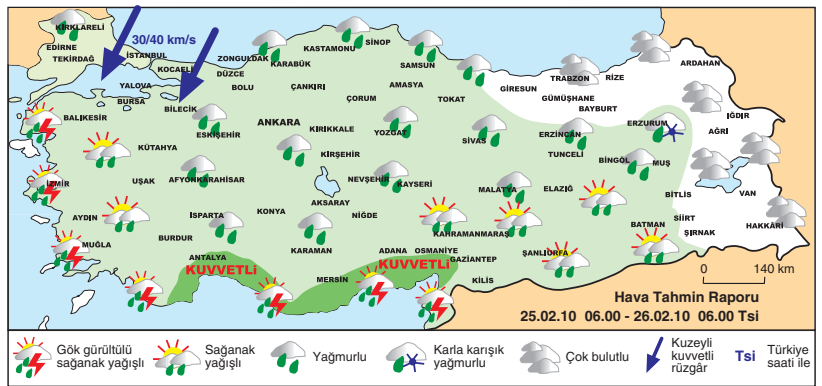 KIRKLARELİ
EDİRNE
TEKİRDAĞ
30/40 km/s
İSTANBUL
KOCAELİ
YALOVA
BURSA
BİLECİK
ZONGULDAK
KARABÜK
DÜZCE
BOLU
KASTAMONU
SİNOP
SAMSUN
ÇANKIRI
AMASYA
ÇORUM
TOKAT
GİRESUN
TRABZON
RİZE
ARDAHAN
GÜMÜŞHANE
BAYBURT
BALIKESİR
ESKİŞEHİR
ANKARA
KIRIKKALE
YOZGAT
SİVAS
ERZİNCAN
ERZURUM
IĞDIR
AĞRI
KÜTAHYA
KİRŞEHİR
TUNCELİ
BİNGÖL
MUŞ
İZMİR
UŞAK
AFYONKARAHİSAR
NEVŞEHİR
KAYSERİ
MALATYA
ELAZIĞ
BİTLİS
VAN
AKSARAY
AYDIN
İSPARTA
KONYA
NİĞDE
KAHRAMANMARAŞ
BATMAN
SİİRT
ŞIRNAK
HAKKARİ
MUĞLA
BURDUR
ANTALYA
KARAMAN
ADANA
OSMANİYE
GAZİANTEP
ŞANLIURFA
KUVVETLİ
KUVVETLİ
MERSİN
KİLİS
0 140 km
Hava Tahmin Raporu
25.02.10 06.00 - 26.02.10 06.00 Tsi
Gök gürültülü
sağanak yağışlı
Sağanak
yağışlı
Yağmurlu
Karla karışık
yağmurlu
Çok bulutlu
Kuzeyli
kuvvetli
rüzgâr
Tsi
Türkiye
saati ile